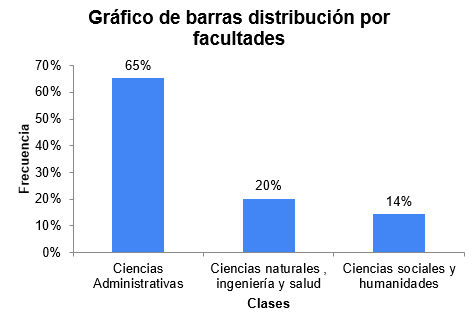 Gráfico de barras distribución por
facultades
70%
60%
50%
40%
30%
20%
10%
0%
Frecuencia
65%
20%
14%
Ciencias
Administrativas
Ciencias naturales ,
ingeniería y salud
Ciencias sociales y
humanidades
Clases